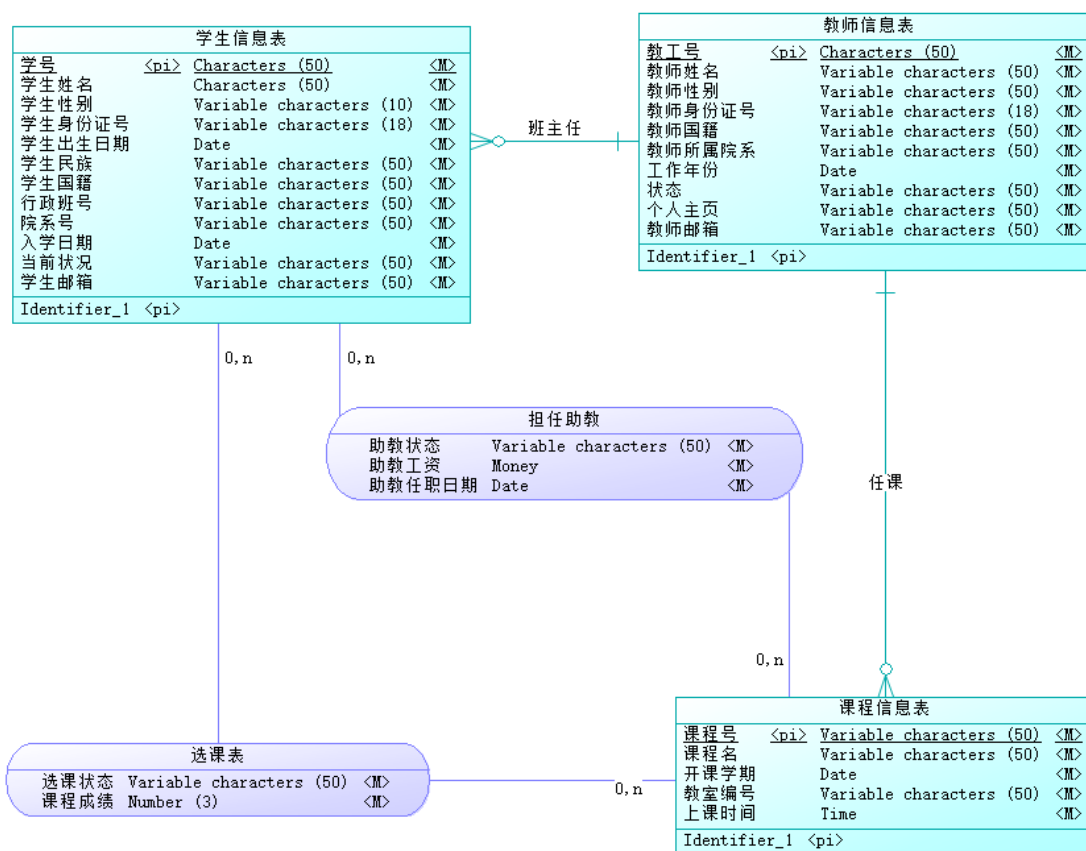 学生信息表
学号 <pi> Characters (50) <M>
学生姓名 Characters (50) <M>
学生性别 Variable characters (10) <M>
学生身份证号 Variable characters (18) <M>
学生出生日期 Date <M>
学生民族 Variable characters (50) <M>
学生国籍 Variable characters (50) <M>
行政班号 Variable characters (50) <M>
院系号 Variable characters (50) <M>
入学日期 Date <M>
当前状况 Variable characters (50) <M>
学生邮箱 Variable characters (50) <M>
Identifier_1 <pi>
班主任
教师信息表
教工号 <pi> Characters (50) <M>
教师姓名 Variable characters (50) <M>
教师性别 Variable characters (50) <M>
教师身份证号 Variable characters (18) <M>
教师国籍 Variable characters (50) <M>
教师所属院系 Variable characters (50) <M>
工作年份 Date <M>
状态 Variable characters (50) <M>
个人主页 Variable characters (50) <M>
教师邮箱 Variable characters (50) <M>
Identifier_1 <pi>
0,n
0,n
担任助教
助教状态 Variable characters (50) <M>
助教工资 Money <M>
助教任职日期 Date <M>
任课
0,n
选课表
选课状态 Variable characters (50) <M>
课程成绩 Number (3) <M>
0,n
课程信息表
课程号 <pi> Variable characters (50) <M>
课程名 Variable characters (50) <M>
开课学期 Date <M>
教室编号 Variable characters (50) <M>
上课时间 Time <M>
Identifier_1 <pi>